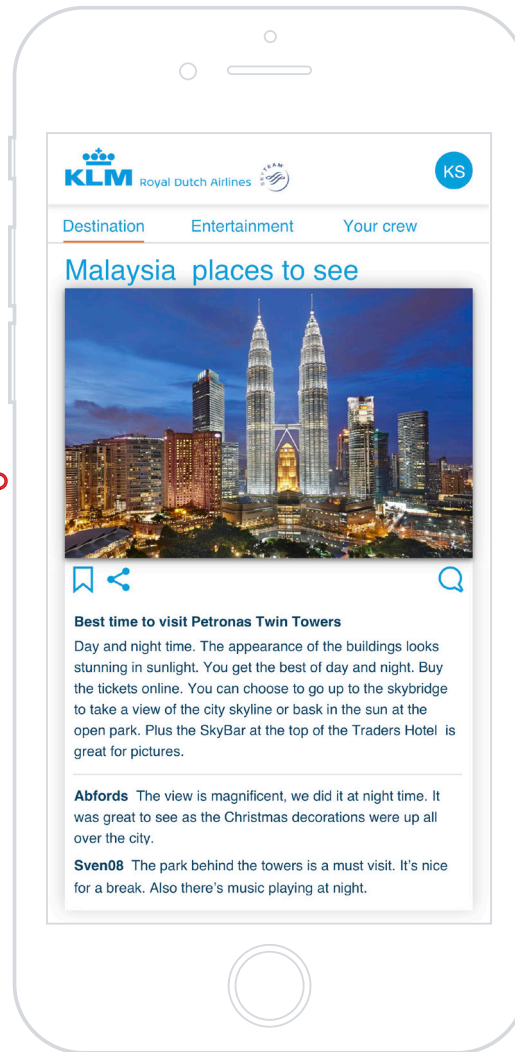 KLM Royal Dutch Airlines SKYTEAM
KS
Destination Entertainment Your crew
Malaysia places to see
Best time to visit Petronas Twin Towers
Day and night time. The appearance of the buildings looks
stunning in sunlight. You get the best of day and night. Buy
the tickets online. You can choose to go up to the skybridge
to take a view of the city skyline or bask in the sun at the
open park. Plus the SkyBar at the top of the Traders Hotel is
great for pictures.
Abfords The view is magnificent, we did it at night time. It
was great to see as the Christmas decorations were up all
over the city.
Sven08 The park behind the towers is a must visit. It’s nice
for a break. Also there’s music playing at night.